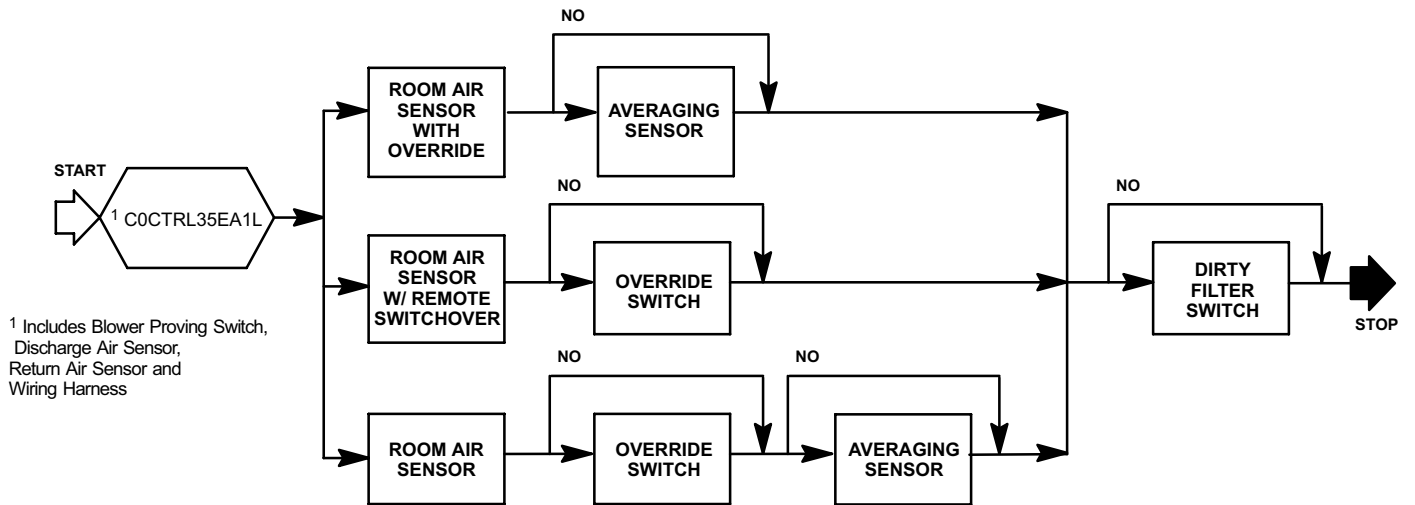 NO
ROOM AIR
SENSOR
WITH
OVERRIDE
AVERAGING
SENSOR
START
1 C0CTRL35EA1L
NO
NO
ROOM AIR
SENSOR
W/ REMOTE
SWITCHOVER
OVERRIDE
SWITCH
DIRTY
FILTER
SWITCH
STOP
1 Includes Blower Proving Switch,
Discharge Air Sensor,
Return Air Sensor and
Wiring Harness
NO
NO
ROOM AIR
SENSOR
OVERRIDE
SWITCH
AVERAGING
SENSOR